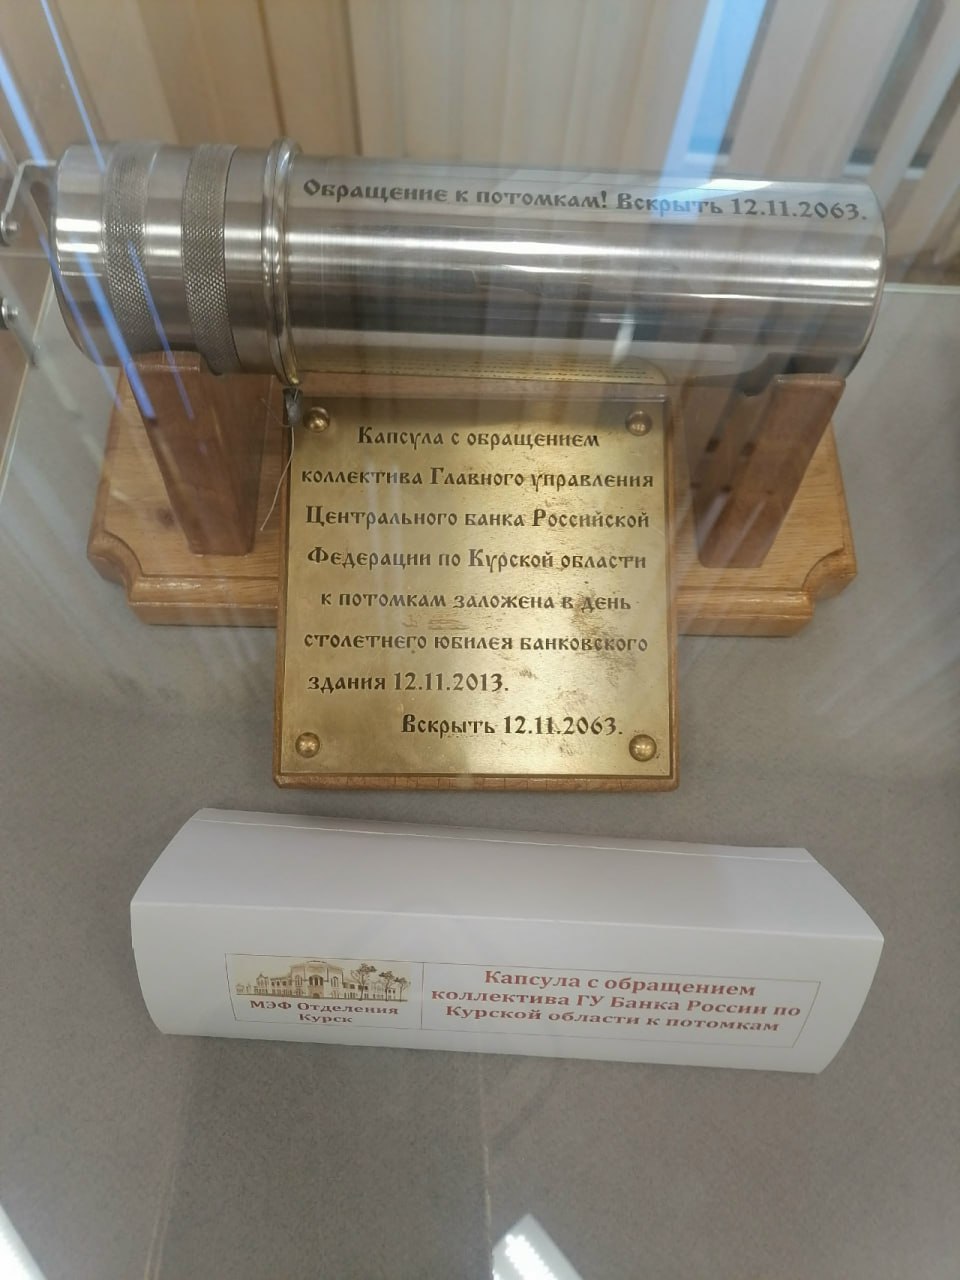 Обращение к потомкам! Вскрыть 12.11.2063.
Капсула с обращением
коллектива Главного управления
Центрального банка Российской
Федерации по Курской области
к потомкам заложена в день
столетнего юбилея банковского
здания 12.11.2013.
Вскрыть 12.11.2063.
МЭФ Отделения
Курск
Капсула с обращением
коллектива ГУ Банка России по
Курской области к потомкам